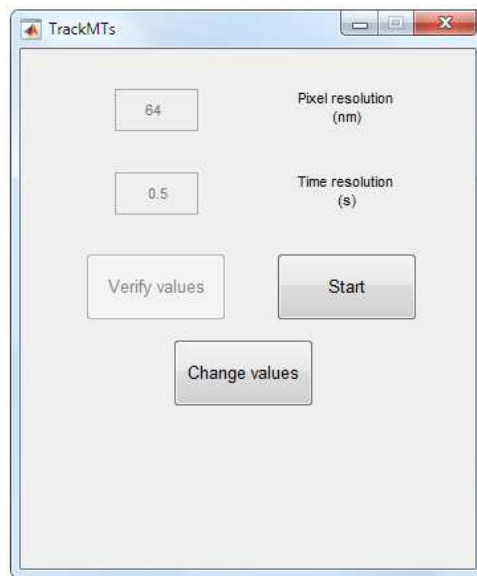 TrackMTs
64
Pixel resolution
(nm)
0.5
Time resolution
(s)
Verify values
Start
Change values